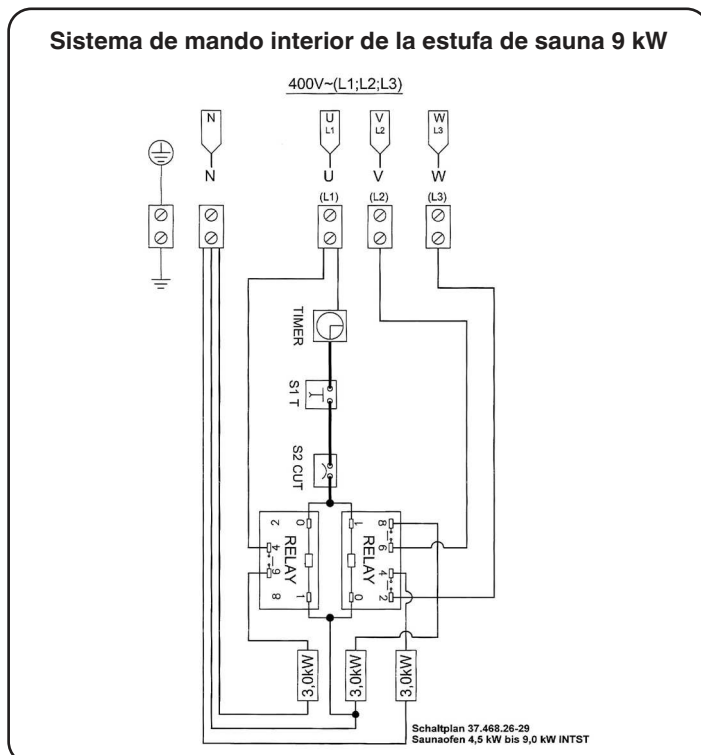 Sistema de mando interior de la estufa de sauna 9 kW
400V~(L1;L2;L3)
N
U
L1
V
L2
W
L3
N
U
V
W
(L1)
(L2)
(L3)
TIMER
S1 T
S2 CUT
2
0
4
6
8
1
RELAY
1
8
6
4
0
2
RELAY
3,0kW
3,0kW
3,0kW
Schaltplan 37.468.26-29
Saunaofen 4,5 kW bis 9,0 kW INTST